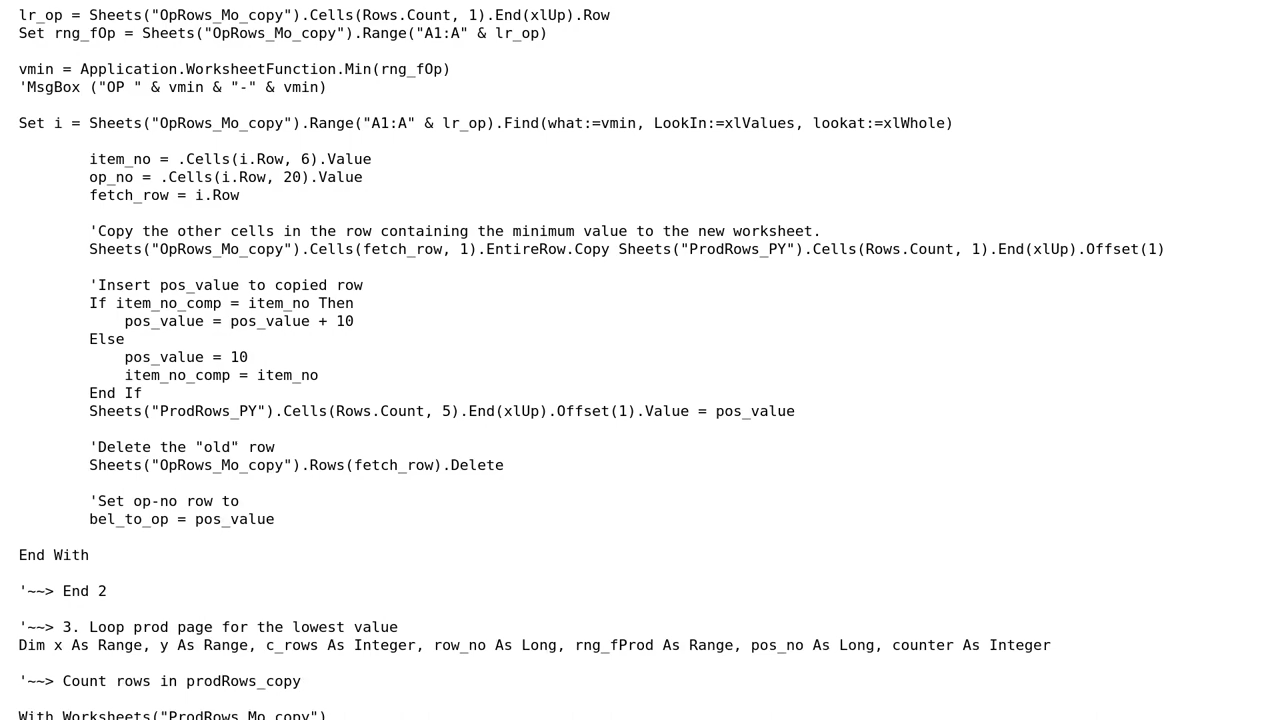 lr_op = Sheets("OpRows_Mo_copy").Cells(Rows.Count, 1).End(xlUp).Row
Set rng_fOp = Sheets("OpRows_Mo_copy").Range("A1:A" & lr_op)
vmin = Application.WorksheetFunction.Min(rng_fOp)
'MsgBox ("OP " & vmin & "-" & vmin)
Set i = Sheets("OpRows_Mo_copy").Range("A1:A" & lr_op).Find(what:=vmin, LookIn:=xlValues, lookat:=xlWhole)
item_no = .Cells(i.Row, 6).Value
op_no = .Cells(i.Row, 20).Value
fetch_row = i.Row
'Copy the other cells in the row containing the minimum value to the new worksheet.
Sheets("OpRows_Mo_copy").Cells(fetch_row, 1).EntireRow.Copy Sheets("ProdRows_PY").Cells(Rows.Count, 1).End(xlUp).Offset(1)
'Insert pos_value to copied row
If item_no_comp = item_no Then
pos_value = pos_value + 10
Else
pos_value = 10
item_no_comp = item_no
End If
Sheets("ProdRows_PY").Cells(Rows.Count, 5).End(xlUp).Offset(1).Value = pos_value
'Delete the "old" row
Sheets("OpRows_Mo_copy").Rows(fetch_row).Delete
'Set op-no row to
bel_to_op = pos_value
End With
'~~> End 2
'~~> 3. Loop prod page for the lowest value
Dim x As Range, y As Range, c_rows As Integer, row_no As Long, rng_fProd As Range, pos_no As Long, counter As Integer
'~~> Count rows in prodRows_copy
With Worksheets("ProdRows_Mo_copy")